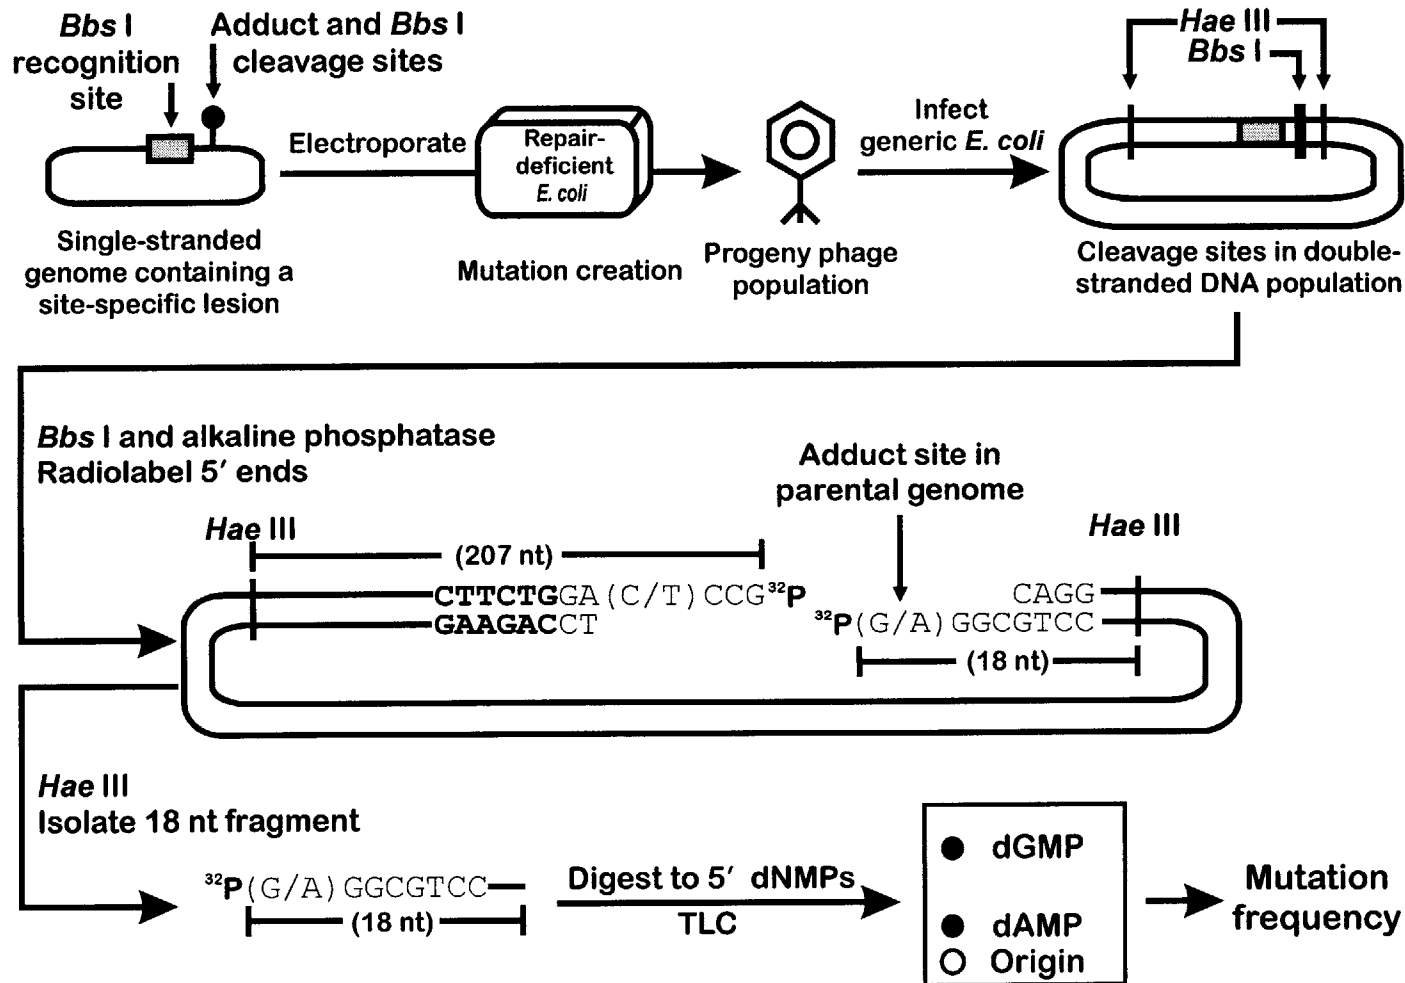 Bbs I
recognition
site
Adduct and Bbs I
cleavage sites
Single-stranded
genome containing a
site-specific lesion
Electroporate
Repair-
deficient
E. coli
Mutation creation
Progeny phage
population
Infect
generic E. coli
Hae III
Bbs I
Cleavage sites in double-
stranded DNA population
Bbs I and alkaline phosphatase
Radiolabel 5′ ends
Adduct site in
parental genome
Hae III
(207 nt)
Hae III
CTTCTGGA(C/T)CCG³²P
CAGG
GAAGACCT
³²P(G/A)GGCGTCC
(18 nt)
Hae III
Isolate 18 nt fragment
³²P(G/A)GGCGTCC
(18 nt)
Digest to 5′ dNMPs
TLC
dGMP
dAMP
Origin
Mutation
frequency